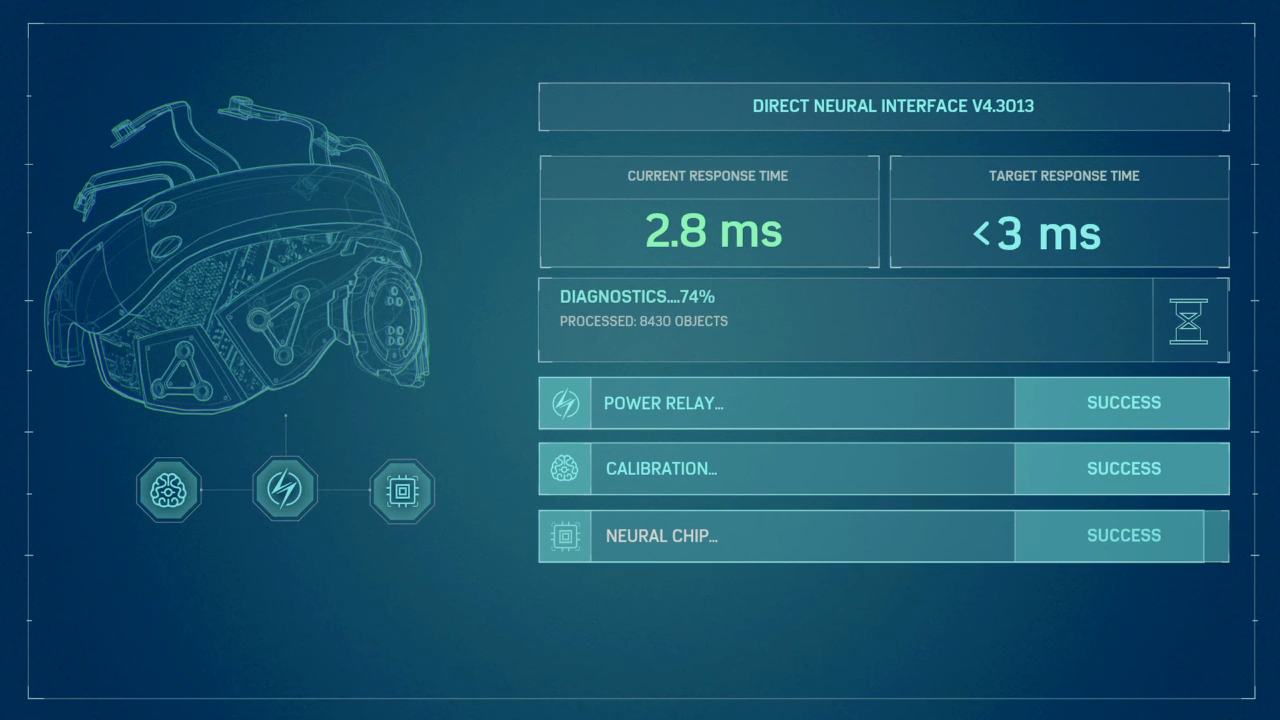 DIRECT NEURAL INTERFACE V4.3013
CURRENT RESPONSE TIME
2.8 ms
TARGET RESPONSE TIME
<3 ms
DIAGNOSTICS....74%
PROCESSED: 8430 OBJECTS
POWER RELAY...
SUCCESS
CALIBRATION...
SUCCESS
NEURAL CHIP...
SUCCESS